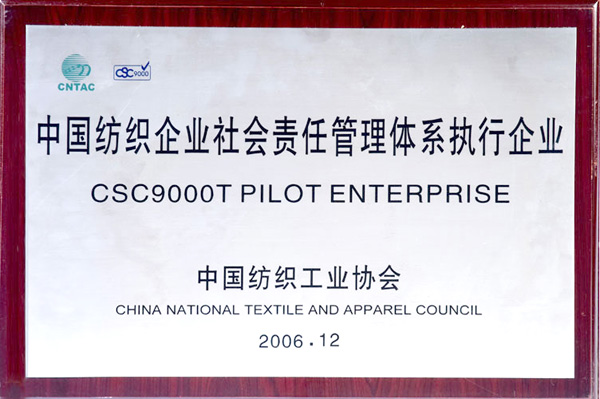 CNTAC
CSC9000
中国纺织企业社会责任管理体系执行企业
CSC9000T PILOT ENTERPRISE
中国纺织工业协会
CHINA NATIONAL TEXTILE AND APPAREL COUNCIL
2006.12